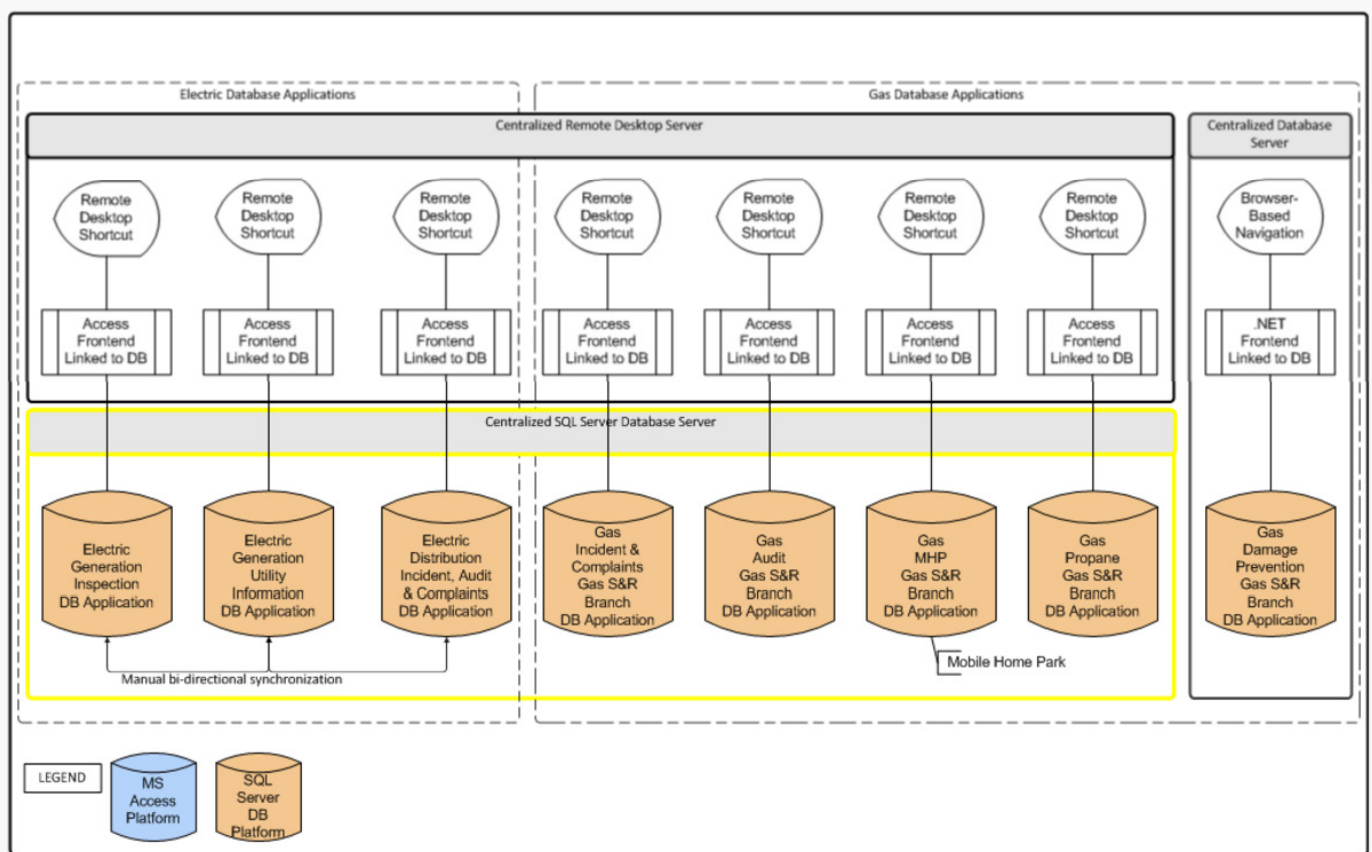 Electric Database Applications
Gas Database Applications
Centralized Remote Desktop Server
Centralized Database
Server
Remote
Desktop
Shortcut
Remote
Desktop
Shortcut
Remote
Desktop
Shortcut
Remote
Desktop
Shortcut
Remote
Desktop
Shortcut
Remote
Desktop
Shortcut
Remote
Desktop
Shortcut
Browser-
Based
Navigation
Access
Frontend
Linked to DB
Access
Frontend
Linked to DB
Access
Frontend
Linked to DB
Access
Frontend
Linked to DB
Access
Frontend
Linked to DB
Access
Frontend
Linked to DB
Access
Frontend
Linked to DB
.NET
Frontend
Linked to DB
Centralized SQL Server Database Server
Electric
Generation
Inspection
DB Application
Electric
Generation
Utility
Information
DB Application
Electric
Distribution
Incident, Audit
& Complaints
DB Application
Gas
Incident &
Complaints
Gas S&R
Branch
DB Application
Gas
Audit
Gas S&R
Branch
DB Application
Gas
MHP
Gas S&R
Branch
DB Application
Gas
Propane
Gas S&R
Branch
DB Application
Gas
Damage
Prevention
Gas S&R
Branch
DB Application
Manual bi-directional synchronization
Mobile Home Park
LEGEND
MS
Access
Platform
SQL
Server
DB
Platform